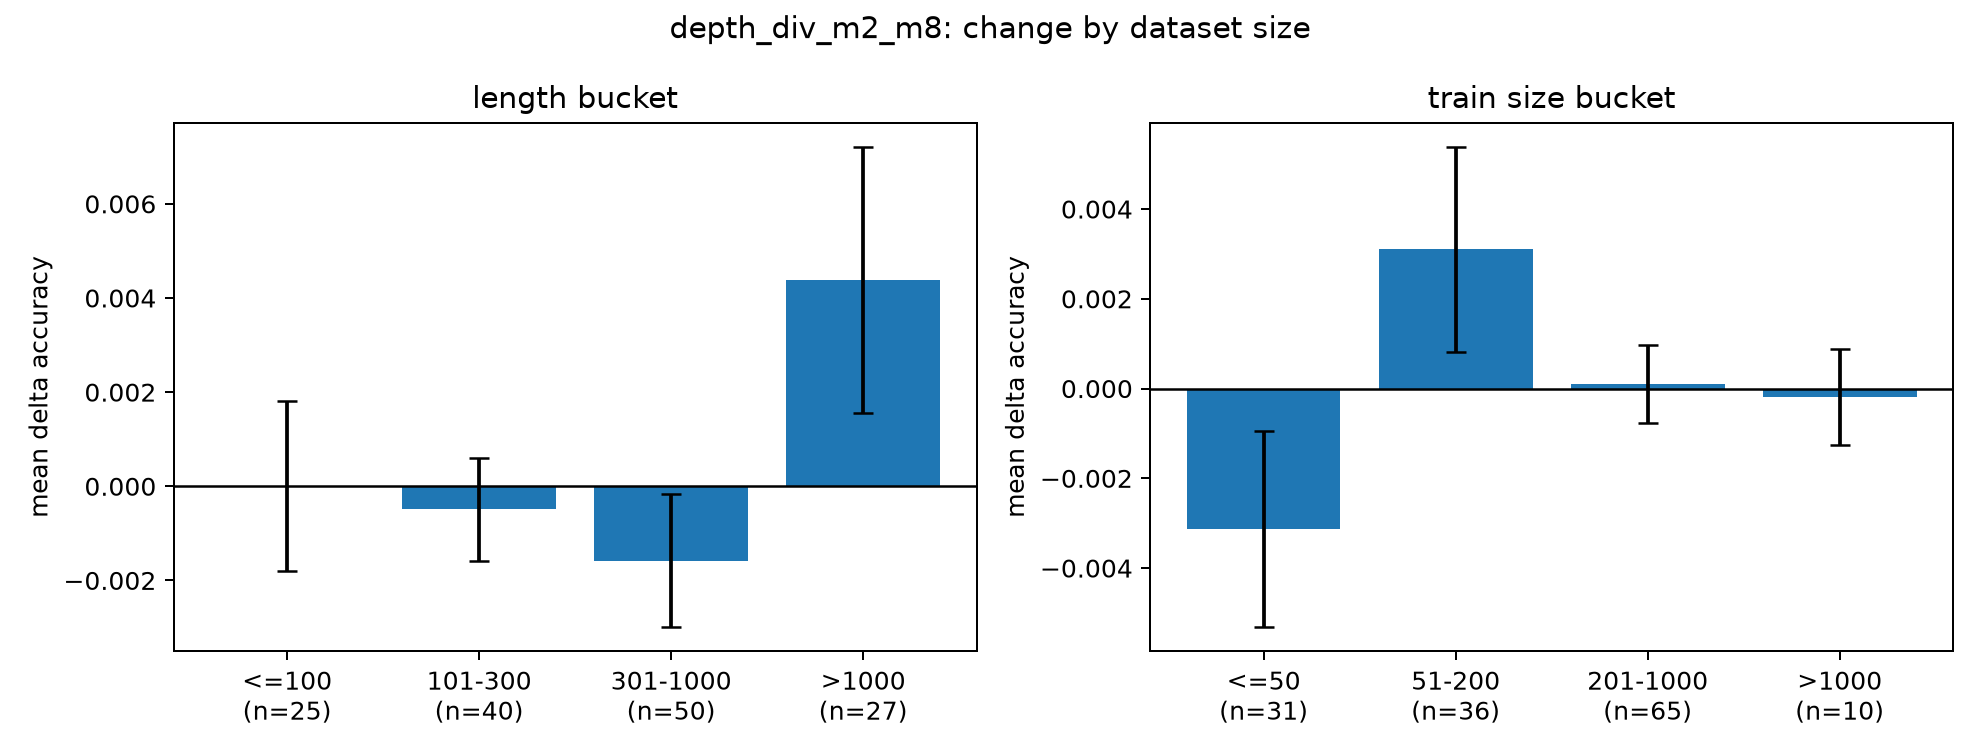 depth_div_m2_m8: change by dataset size
length bucket
mean delta accuracy
0.006
0.004
0.002
0.000
−0.002
<=100
(n=25)
101-300
(n=40)
301-1000
(n=50)
>1000
(n=27)
train size bucket
mean delta accuracy
0.004
0.002
0.000
−0.002
−0.004
<=50
(n=31)
51-200
(n=36)
201-1000
(n=65)
>1000
(n=10)